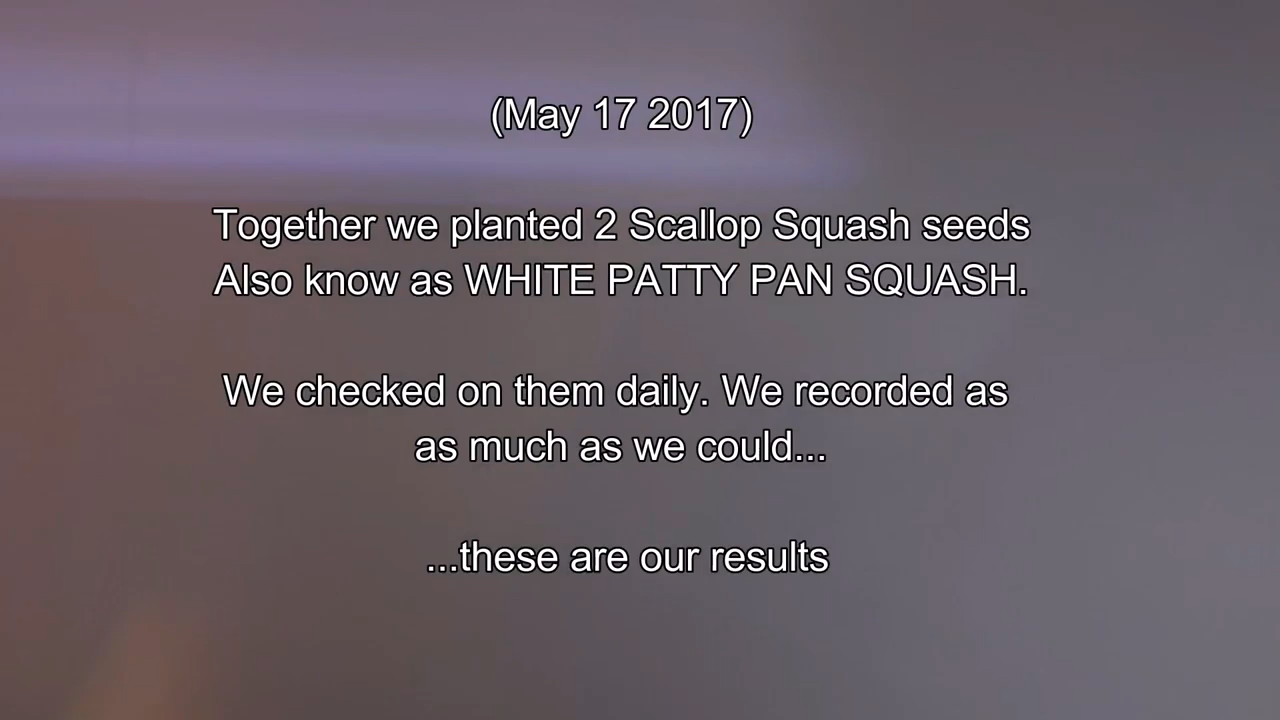 (May 17 2017)
Together we planted 2 Scallop Squash seeds
Also know as WHITE PATTY PAN SQUASH.
We checked on them daily. We recorded as
as much as we could...
...these are our results